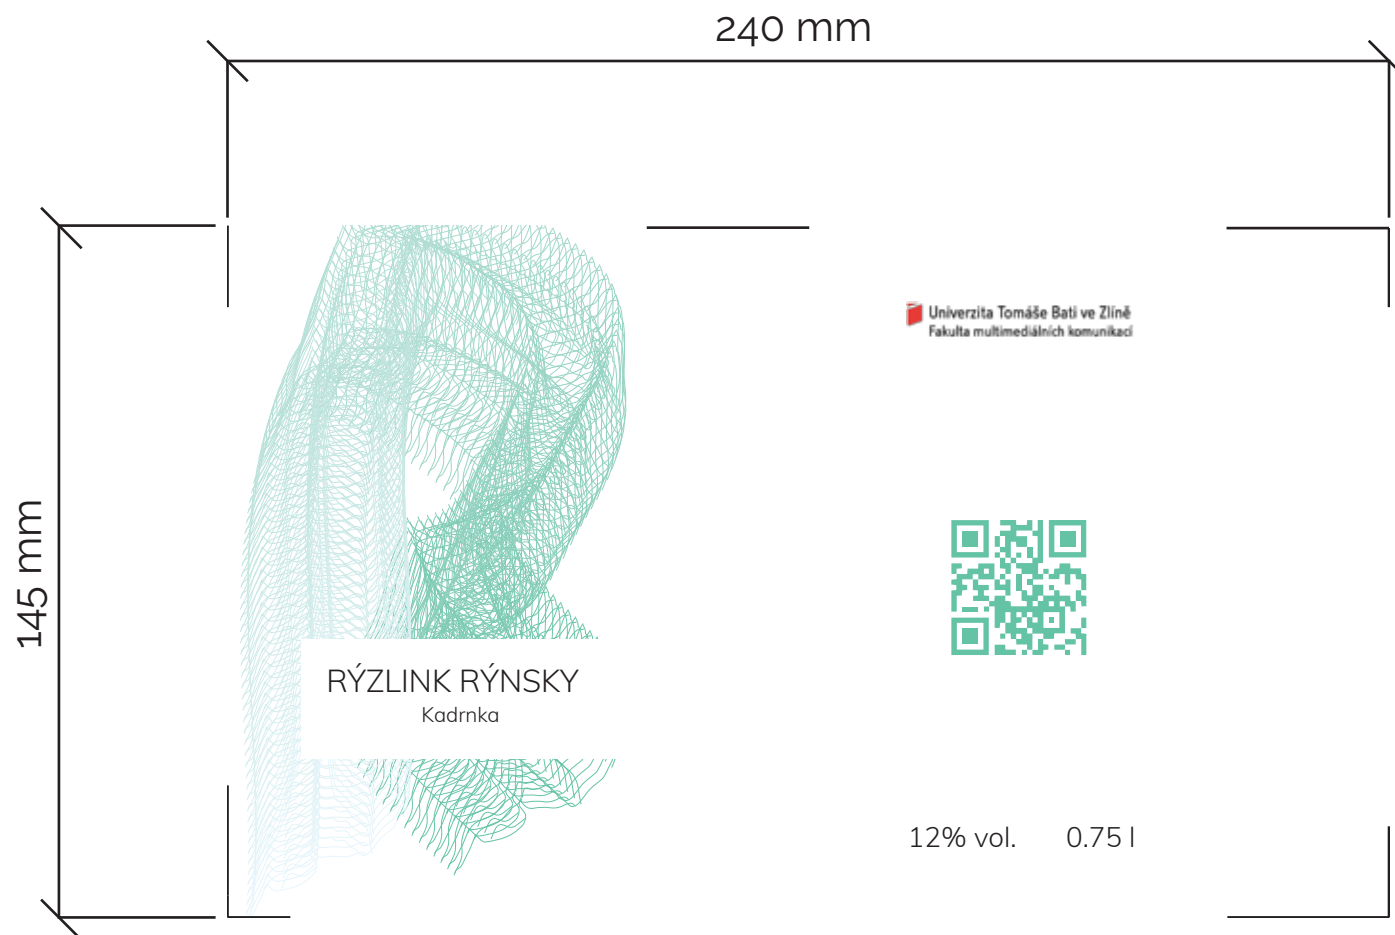 240 mm
145 mm
Univerzita Tomáše Bati ve Zlíně
Fakulta multimediálních komunikací
RÝZLINK RÝNSKY
Kadrnka
12% vol. 0.75 l